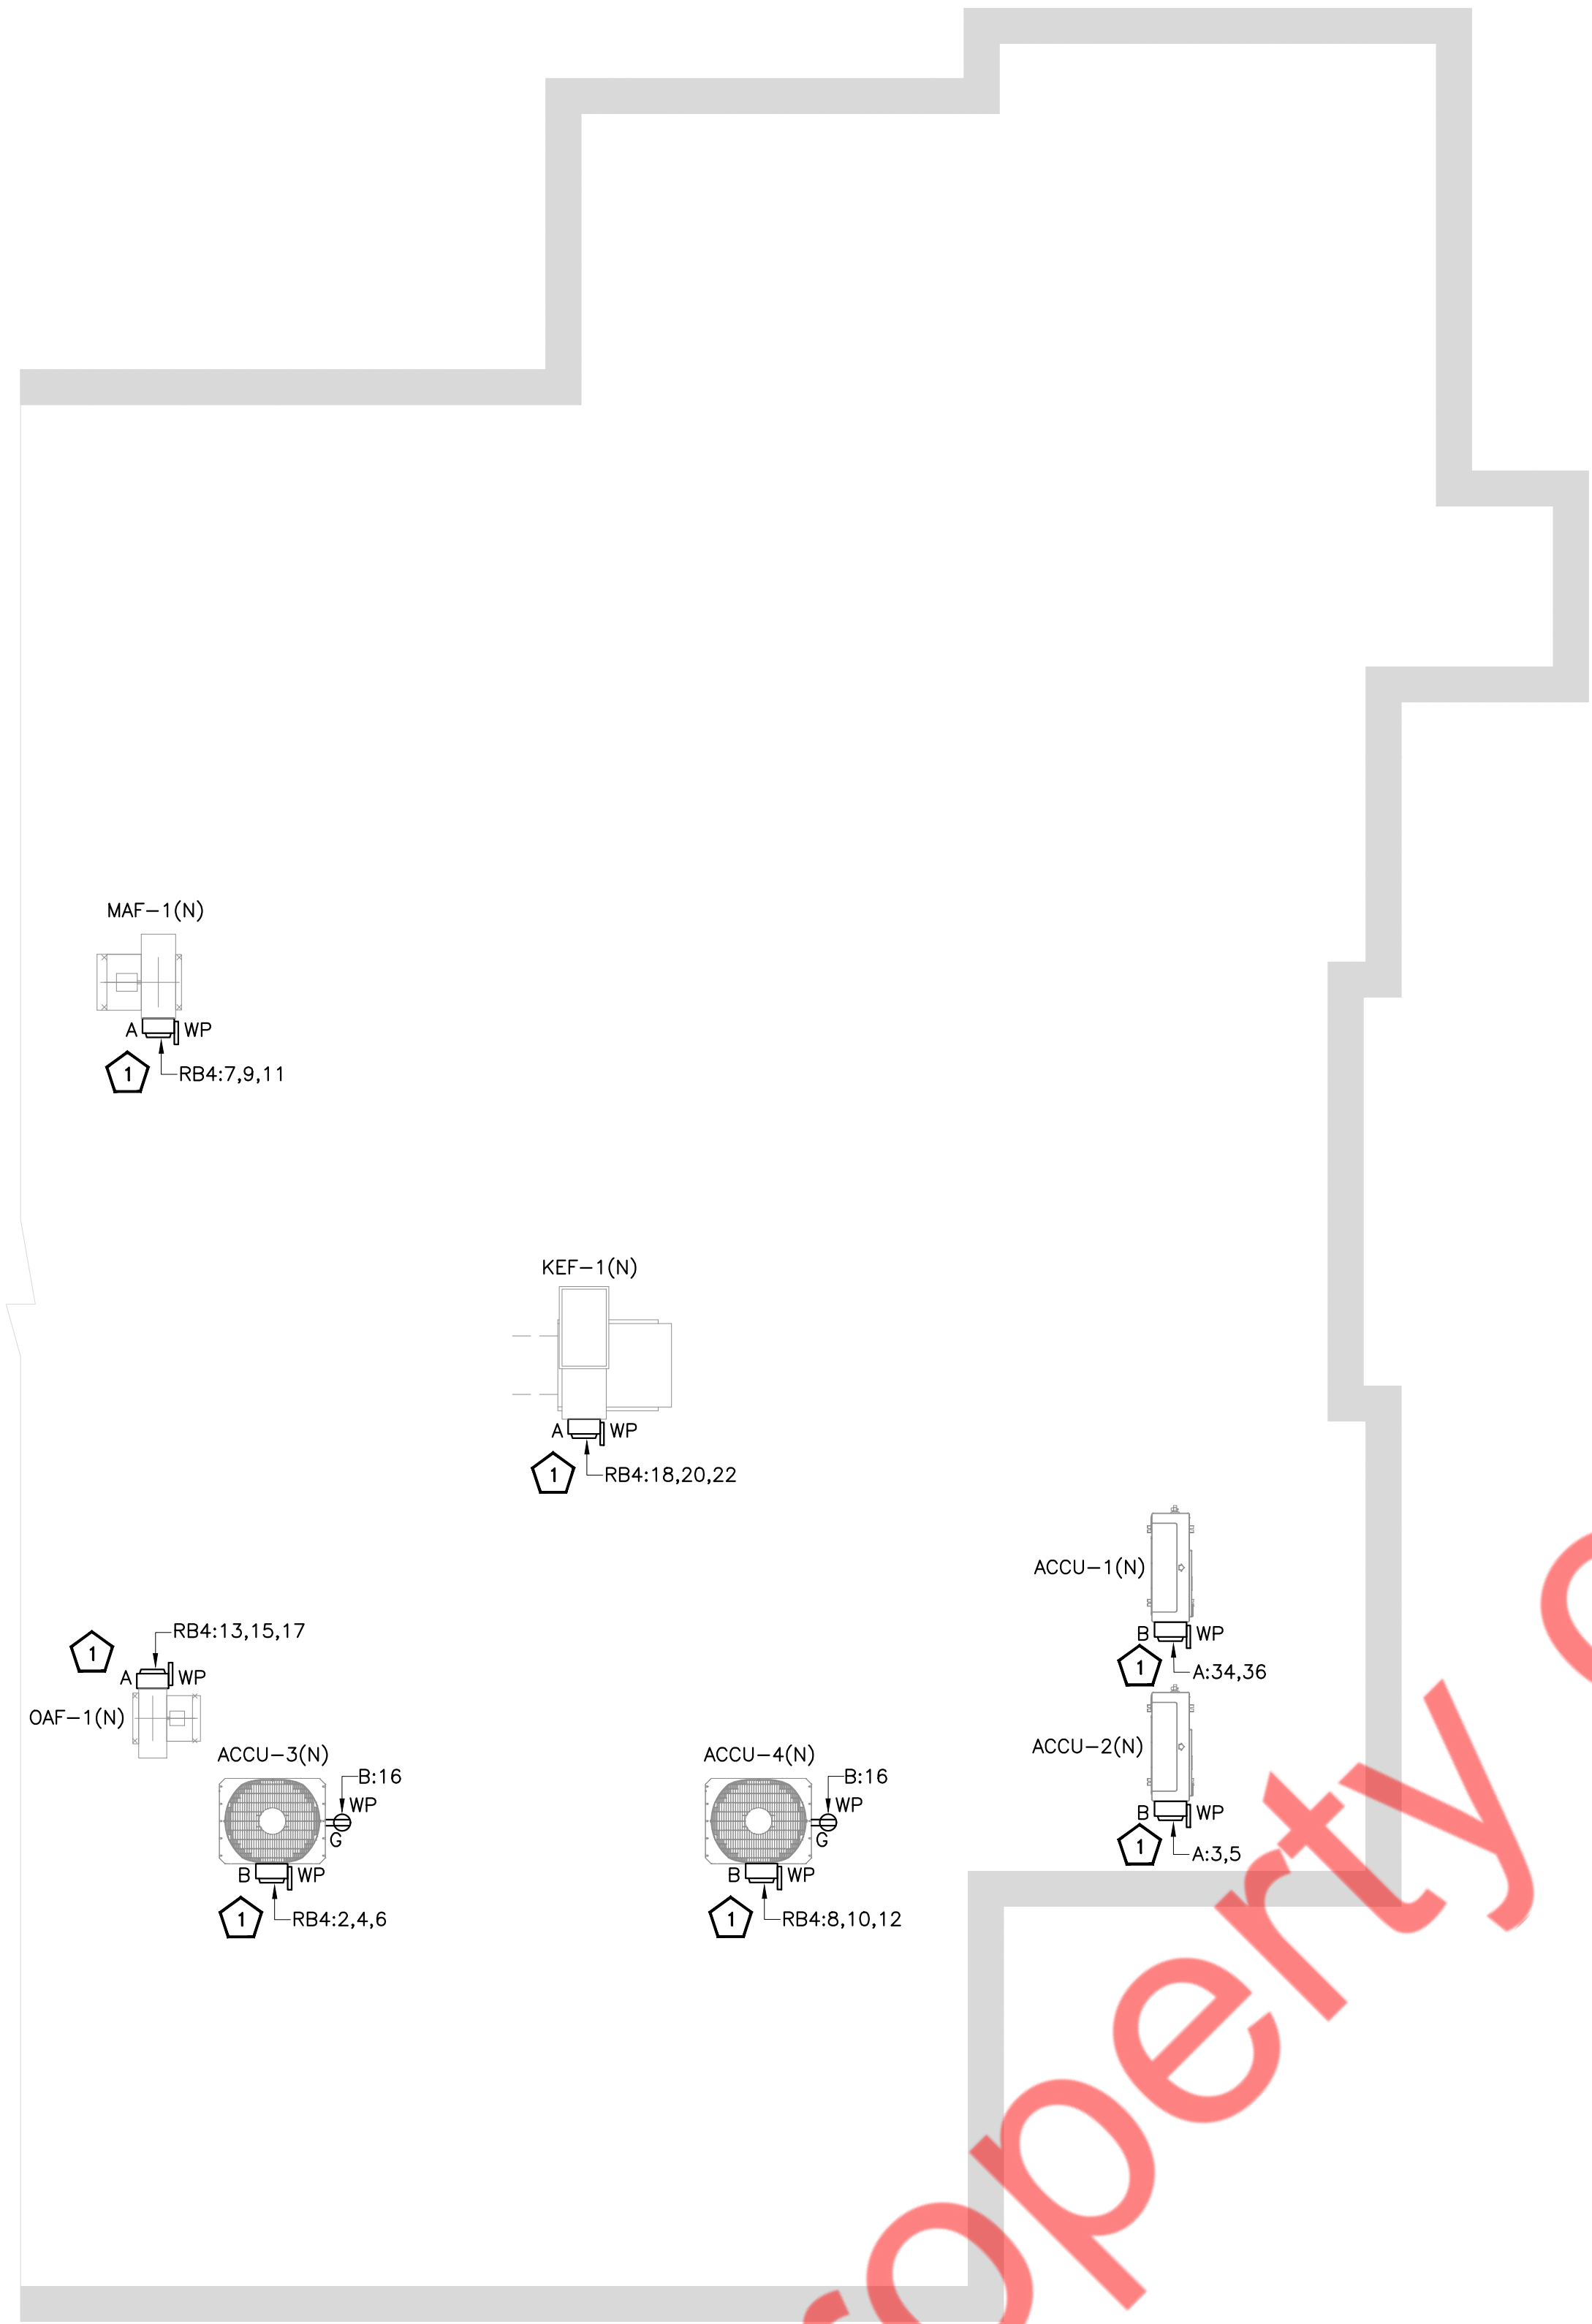 MAF-1(N)
A WP
1 RB4:7,9,11
KEF-1(N)
A WP
1 RB4:18,20,22
ACCU-1(N)
B WP
1 A:34,36
RB4:13,15,17
1
A WP
OAF-1(N)
ACCU-2(N)
B WP
1 A:3,5
ACCU-3(N)
B:16
WP
G
B WP
1 RB4:2,4,6
ACCU-4(N)
B:16
WP
G
B WP
1 RB4:8,10,12
operty